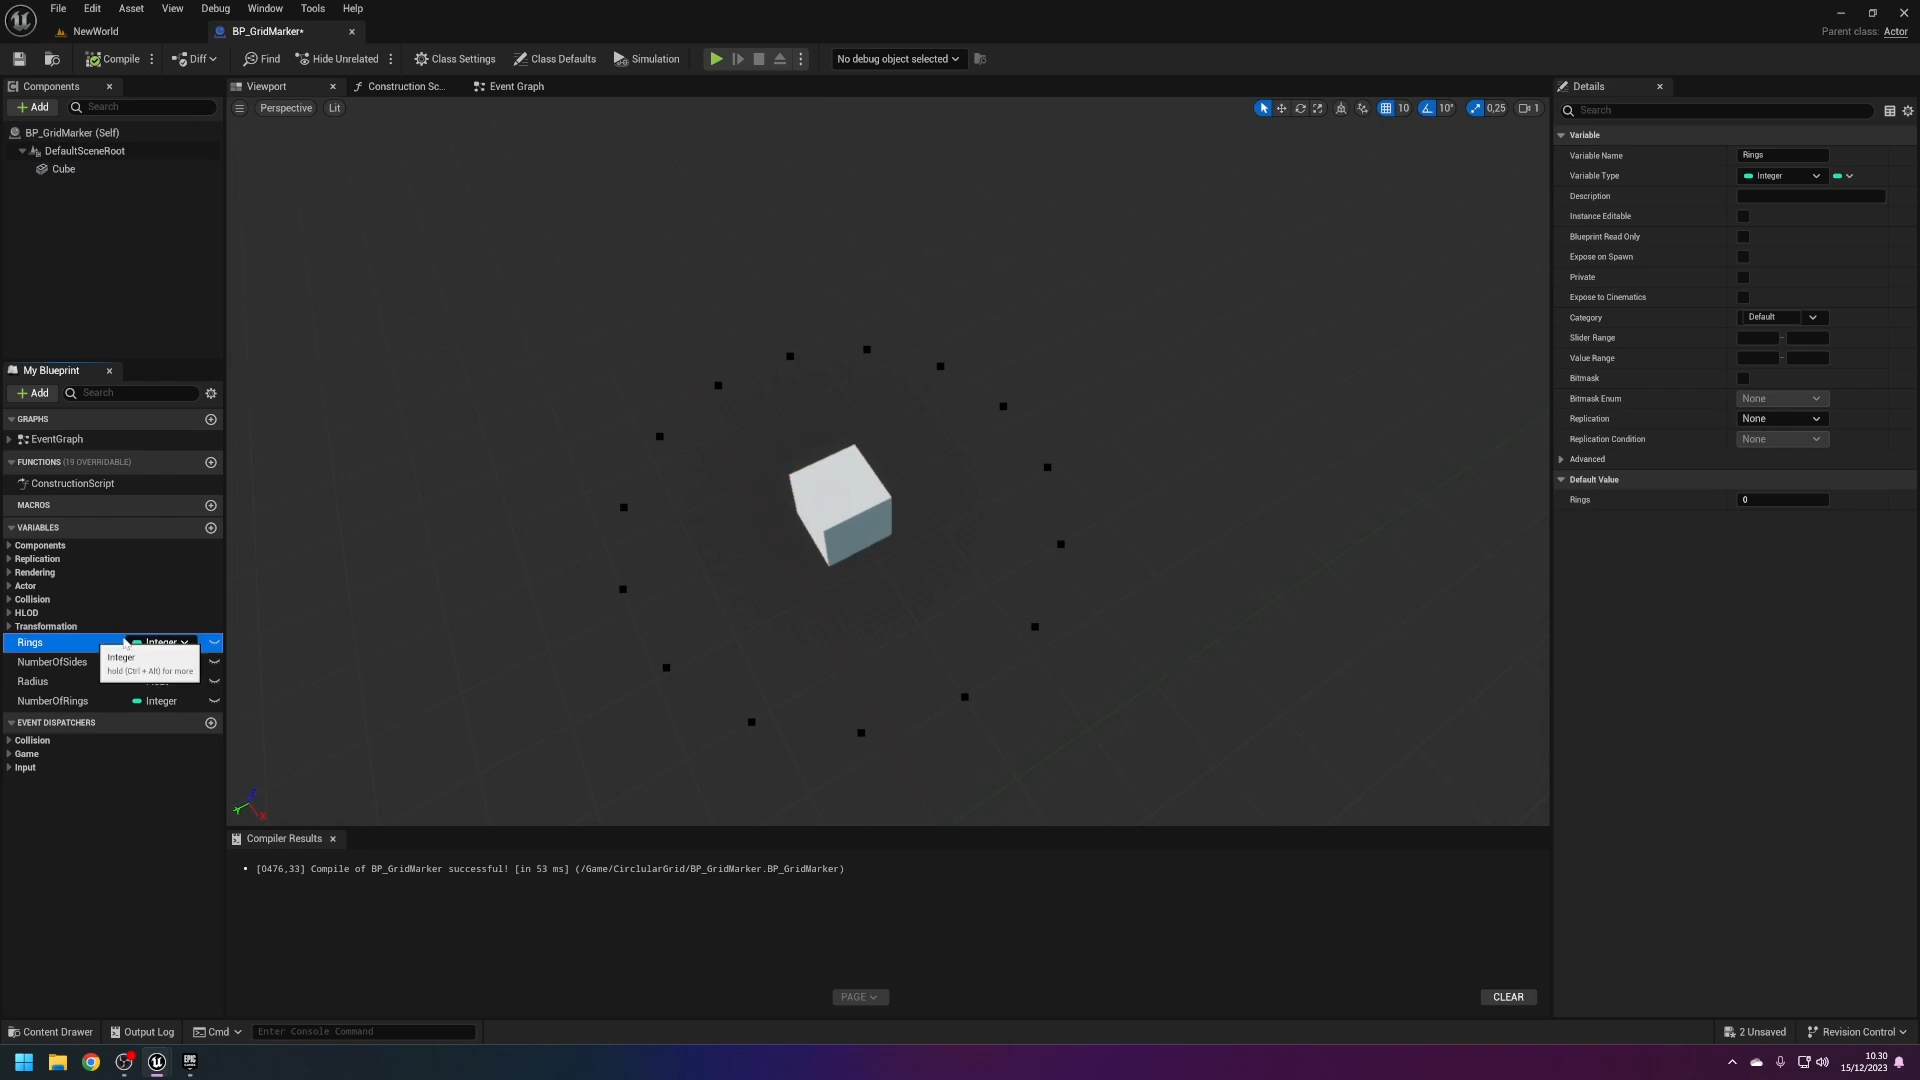 File Edit Asset View Debug Window Tools Help
NewWorld
BP_GridMarker*
Parent class: Actor
Compile
Diff
Find
Hide Unrelated
Class Settings
Class Defaults
Simulation
No debug object selected
Components
Add
Search
BP_GridMarker (Self)
DefaultSceneRoot
Cube
My Blueprint
Add
Search
GRAPHS
EventGraph
FUNCTIONS (19 OVERRIDABLE)
ConstructionScript
MACROS
VARIABLES
Components
Replication
Rendering
Actor
Collision
HLOD
Transformation
Rings Integer
Integer
hold (Ctrl + Alt) for more
NumberOfSides
Radius
NumberOfRings Integer
EVENT DISPATCHERS
Collision
Game
Input
Viewport
Construction Sc...
Event Graph
Perspective
Lit
10
10°
0,25
1
Z
X
Compiler Results
[0476,33] Compile of BP_GridMarker successful! [in 53 ms] (/Game/CirclularGrid/BP_GridMarker.BP_GridMarker)
PAGE
CLEAR
Details
Search
Variable
Variable Name Rings
Variable Type Integer
Description
Instance Editable
Blueprint Read Only
Expose on Spawn
Private
Expose to Cinematics
Category Default
Slider Range
Value Range
Bitmask
Bitmask Enum None
Replication None
Replication Condition None
Advanced
Default Value
Rings 0
Content Drawer
Output Log
Cmd
Enter Console Command
2 Unsaved
Revision Control
EPIC
10.30
15/12/2023